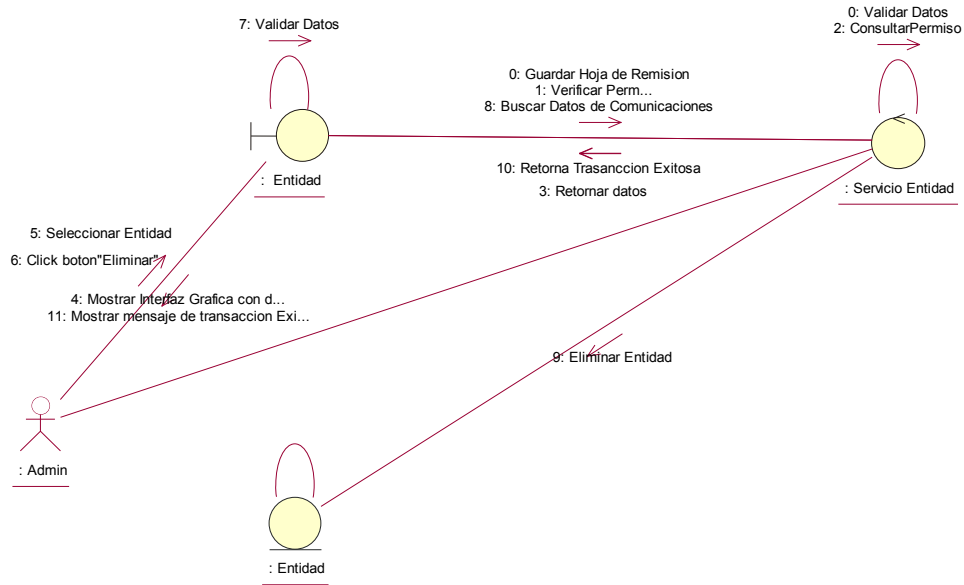 0: Validar Datos
2: ConsultarPermiso
7: Validar Datos
0: Guardar Hoja de Remision
1: Verificar Perm...
8: Buscar Datos de Comunicaciones
10: Retorna Trasanccion Exitosa
3: Retornar datos
: Entidad
: Servicio Entidad
5: Seleccionar Entidad
6: Click boton"Eliminar"
4: Mostrar Interfaz Grafica con d...
11: Mostrar mensaje de transaccion Exi...
9: Eliminar Entidad
: Admin
: Entidad